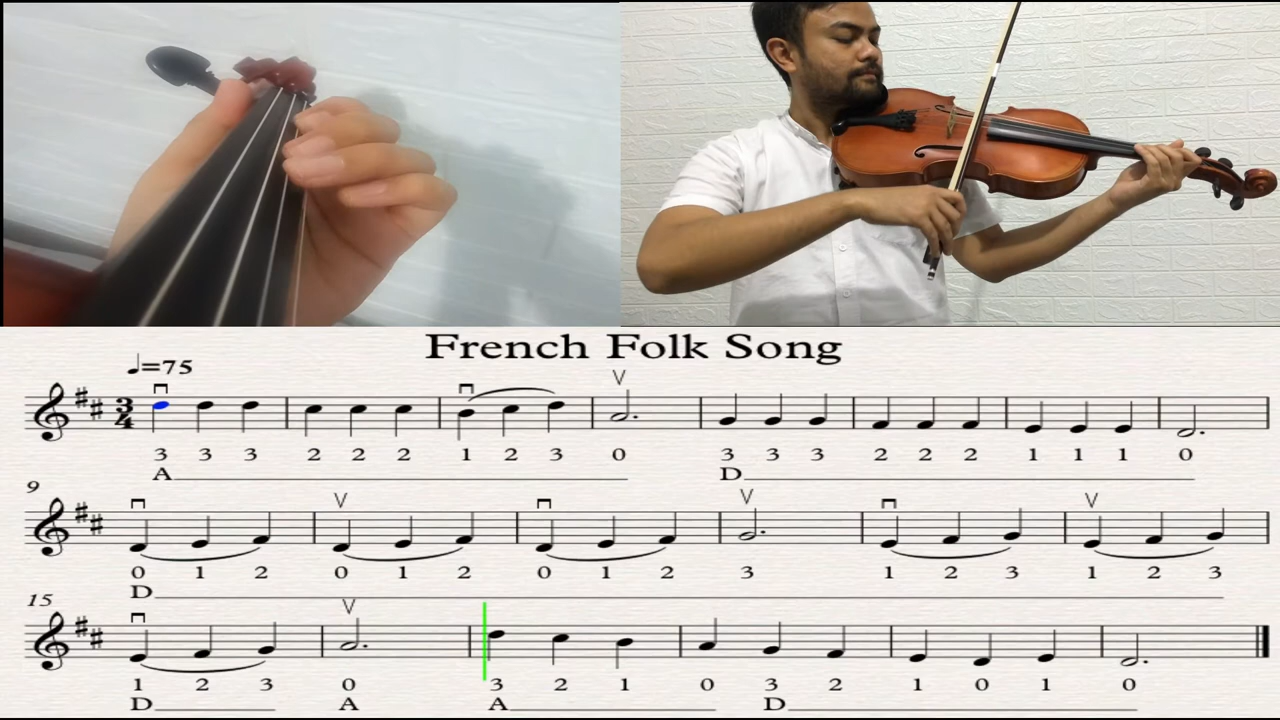 French Folk Song
♩=75
3 4
3 3 3 2 2 2 1 2 3 0 3 3 3 2 2 2 1 1 1 0
A D
9
0 1 2 0 1 2 0 1 2 3 1 2 3 1 2 3
D
15
1 2 3 0 3 2 1 0 3 2 1 0 1 0
D A A D